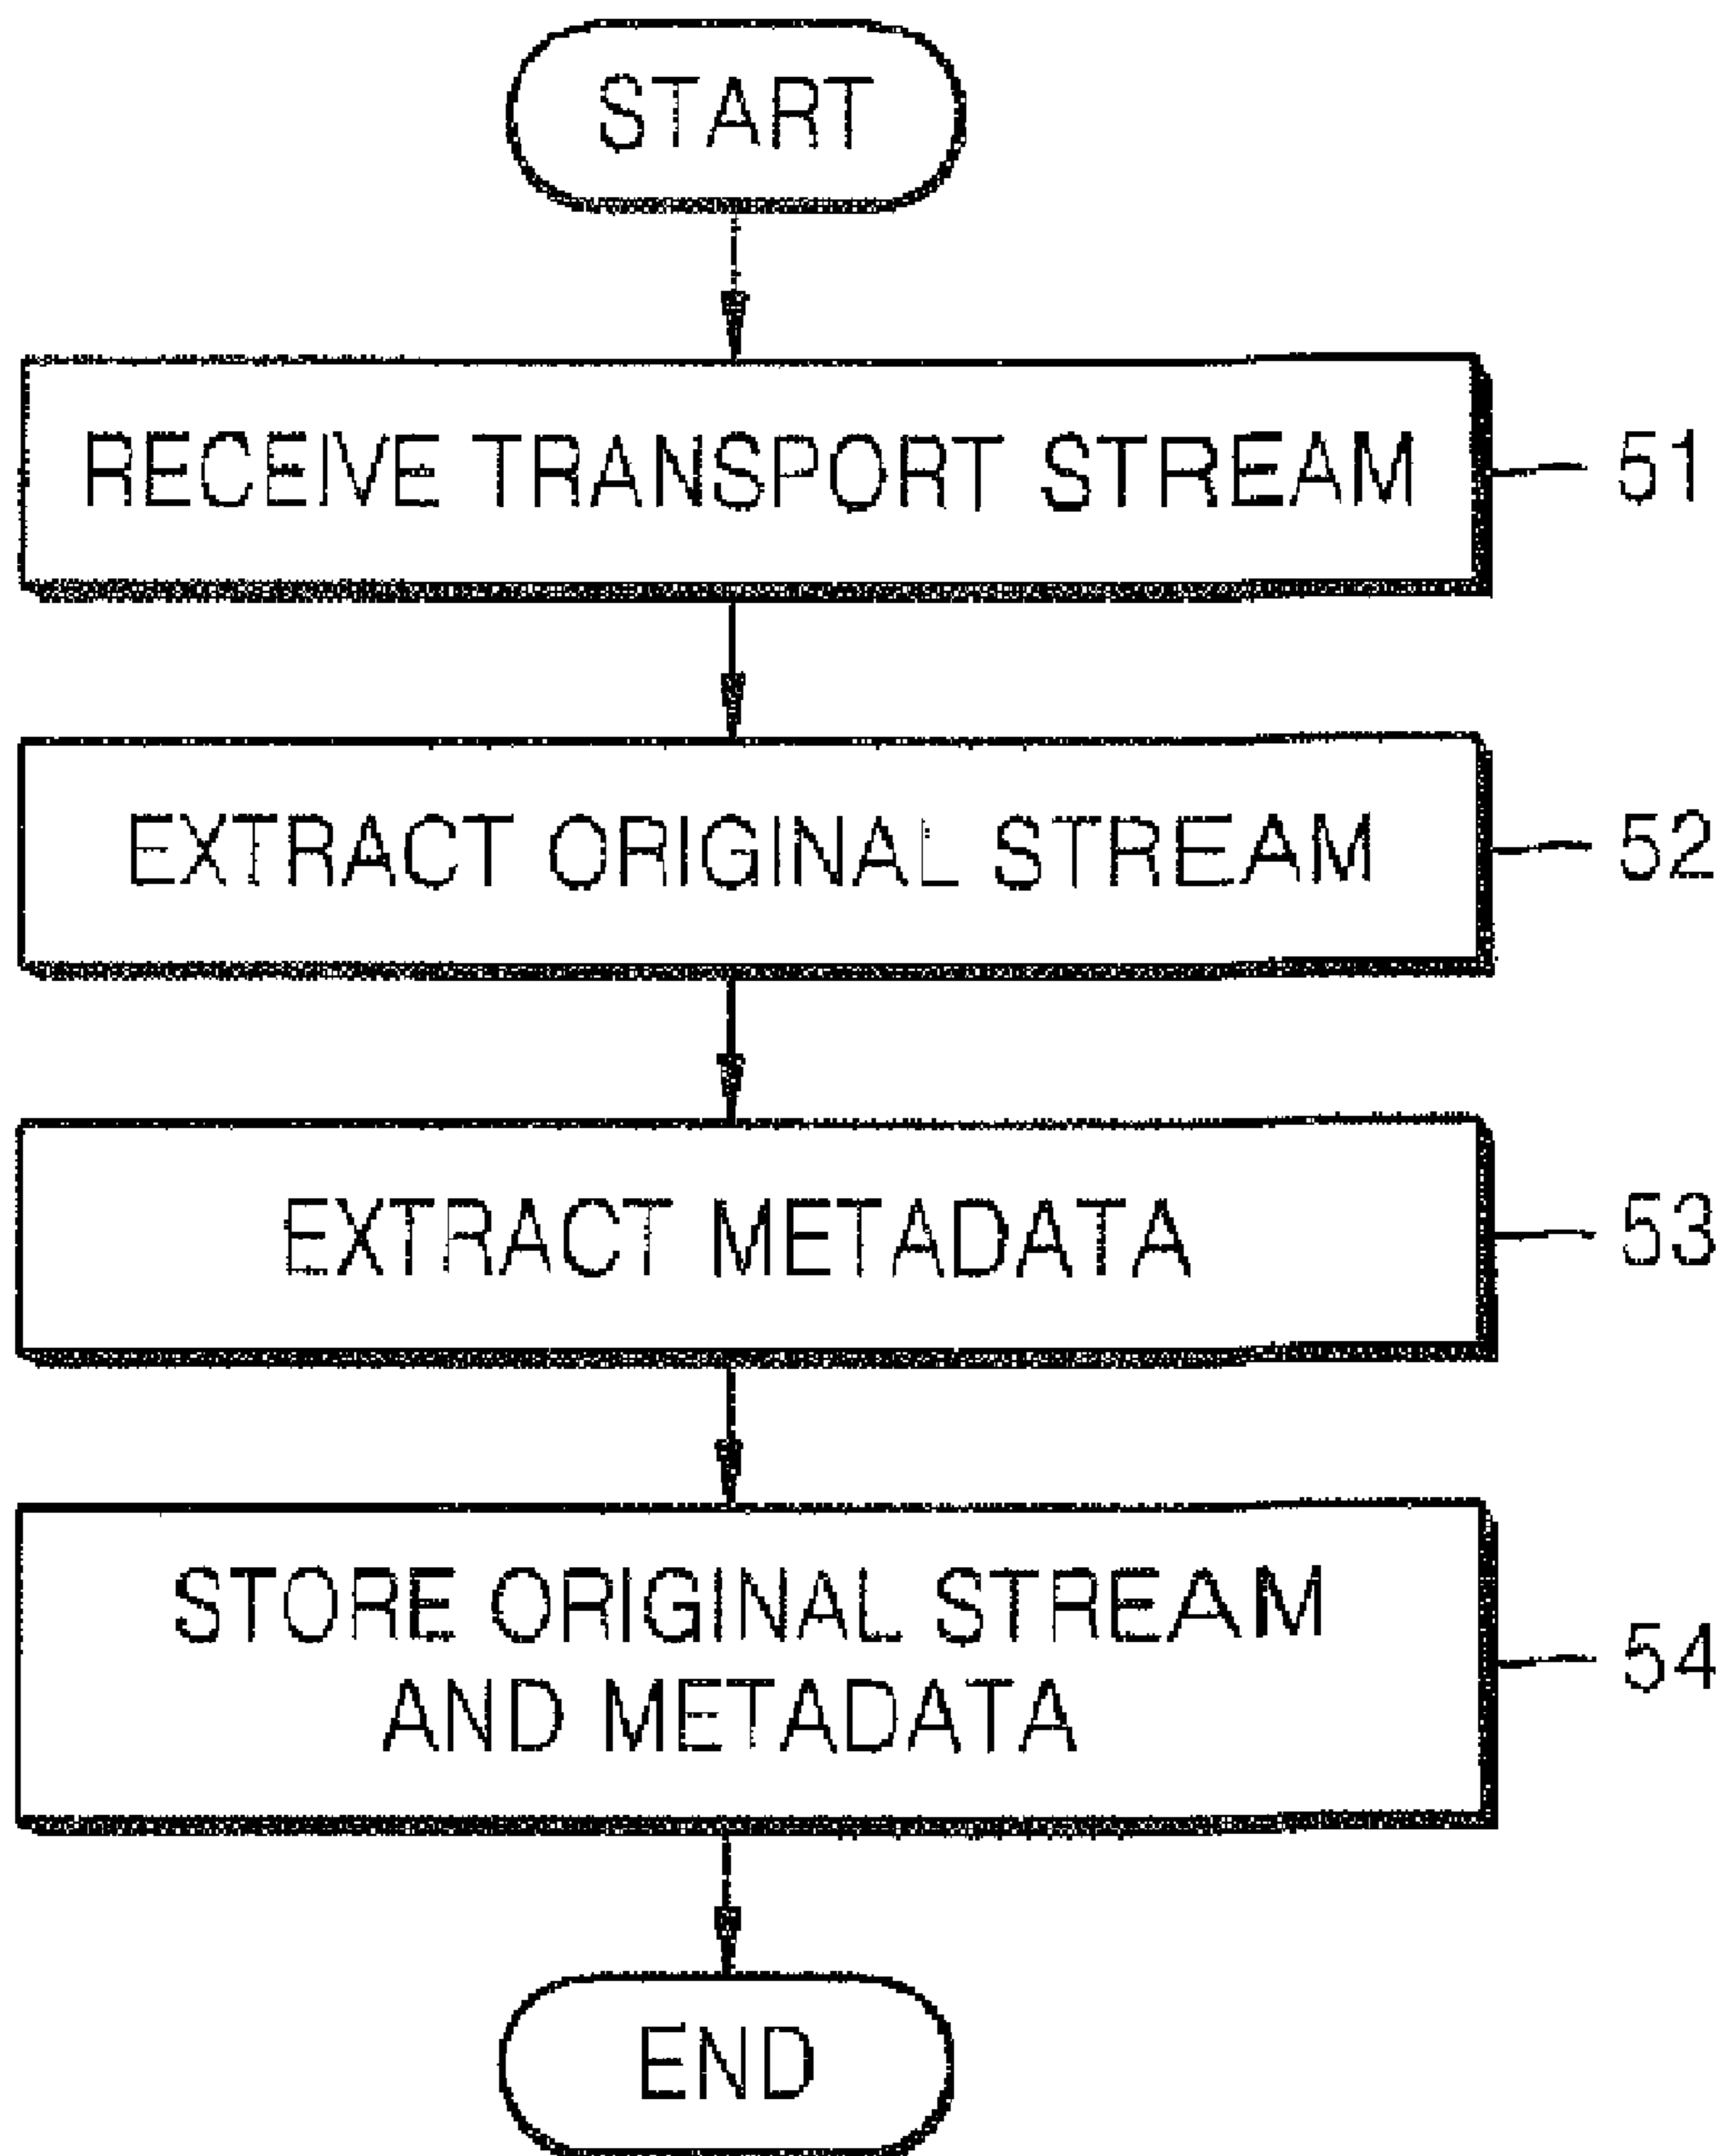 START
RECEIVE TRANSPORT STREAM
51
EXTRACT ORIGINAL STREAM
52
EXTRACT METADATA
53
STORE ORIGINAL STREAM
AND METADATA
54
END